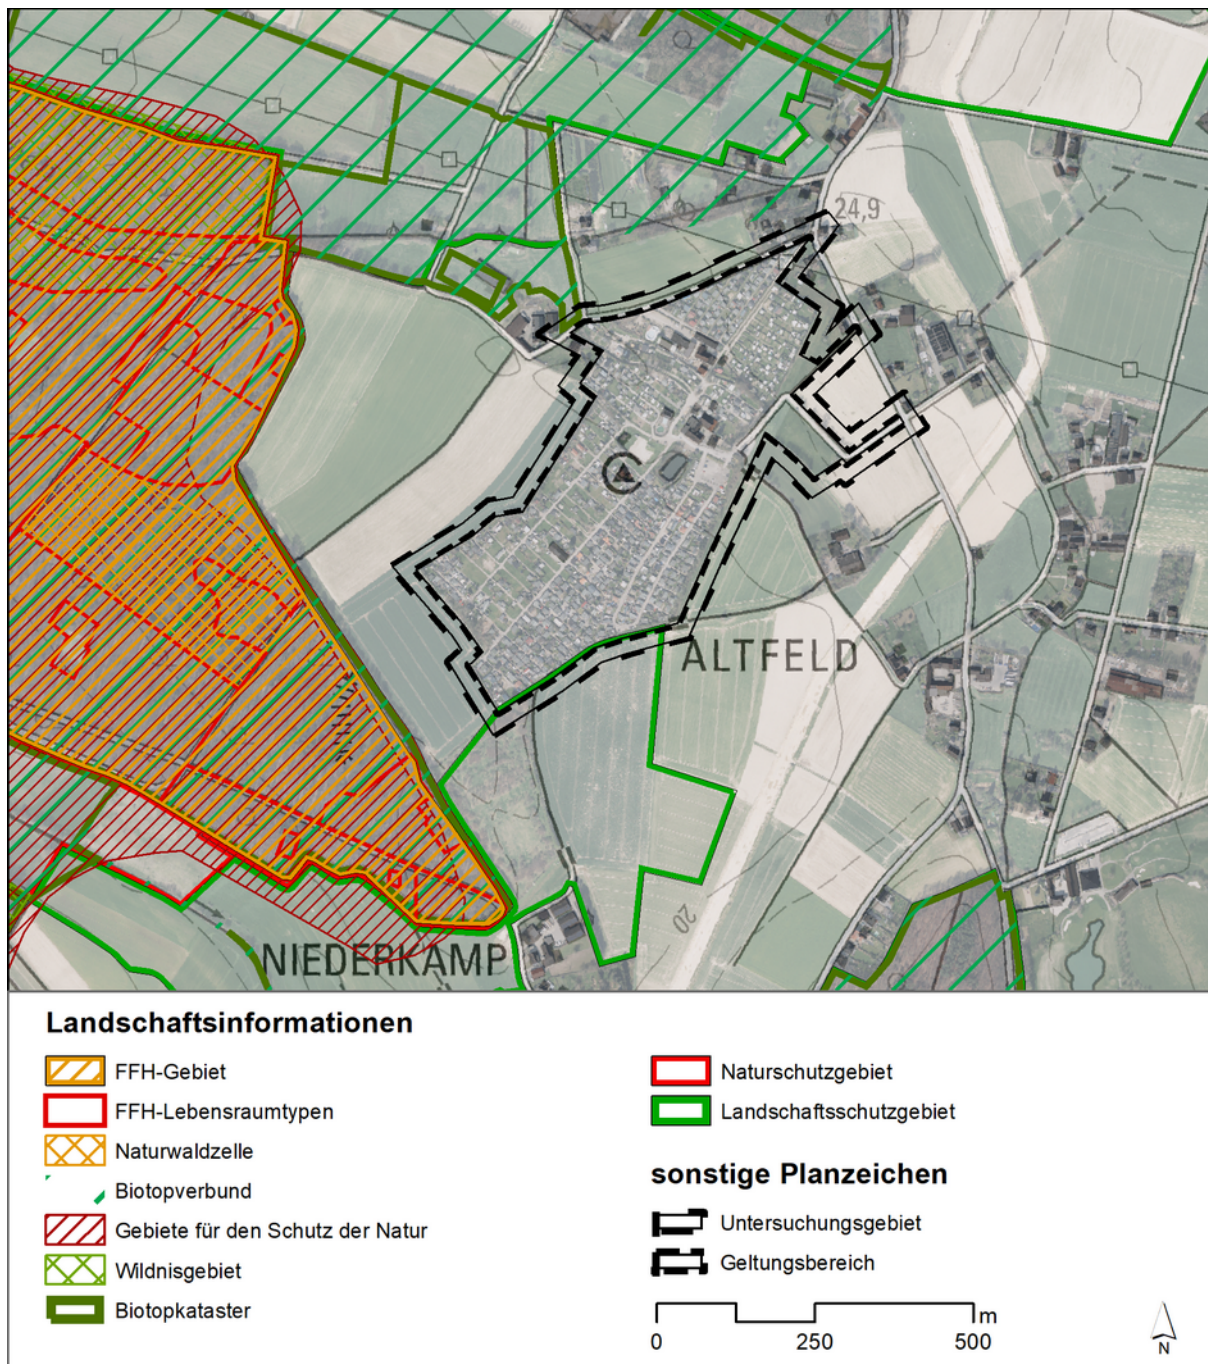 24,9
ALTFELD
20
NIEDERKAMP
Landschaftsinformationen
FFH-Gebiet
FFH-Lebensraumtypen
Naturwaldzelle
Biotopverbund
Gebiete für den Schutz der Natur
Wildnisgebiet
Biotopkataster
Naturschutzgebiet
Landschaftsschutzgebiet
sonstige Planzeichen
Untersuchungsgebiet
Geltungsbereich
m
0 250 500
N